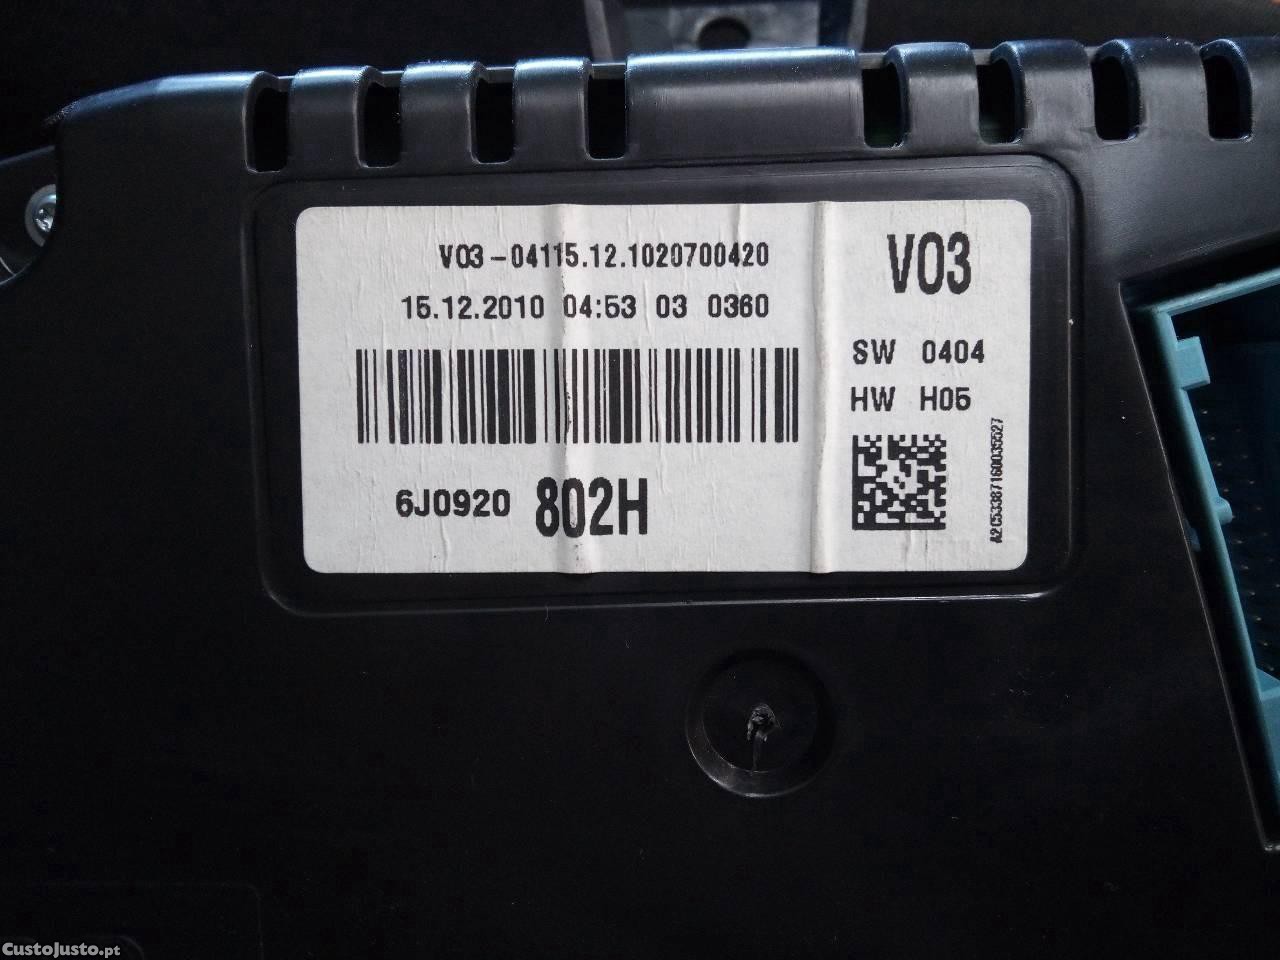 V03-04115.12.1020700420
15.12.2010 04:53 03 0360
6J0920 802H
V03
SW 0404
HW H05
A2C53387160035527
CustoJusto.pt